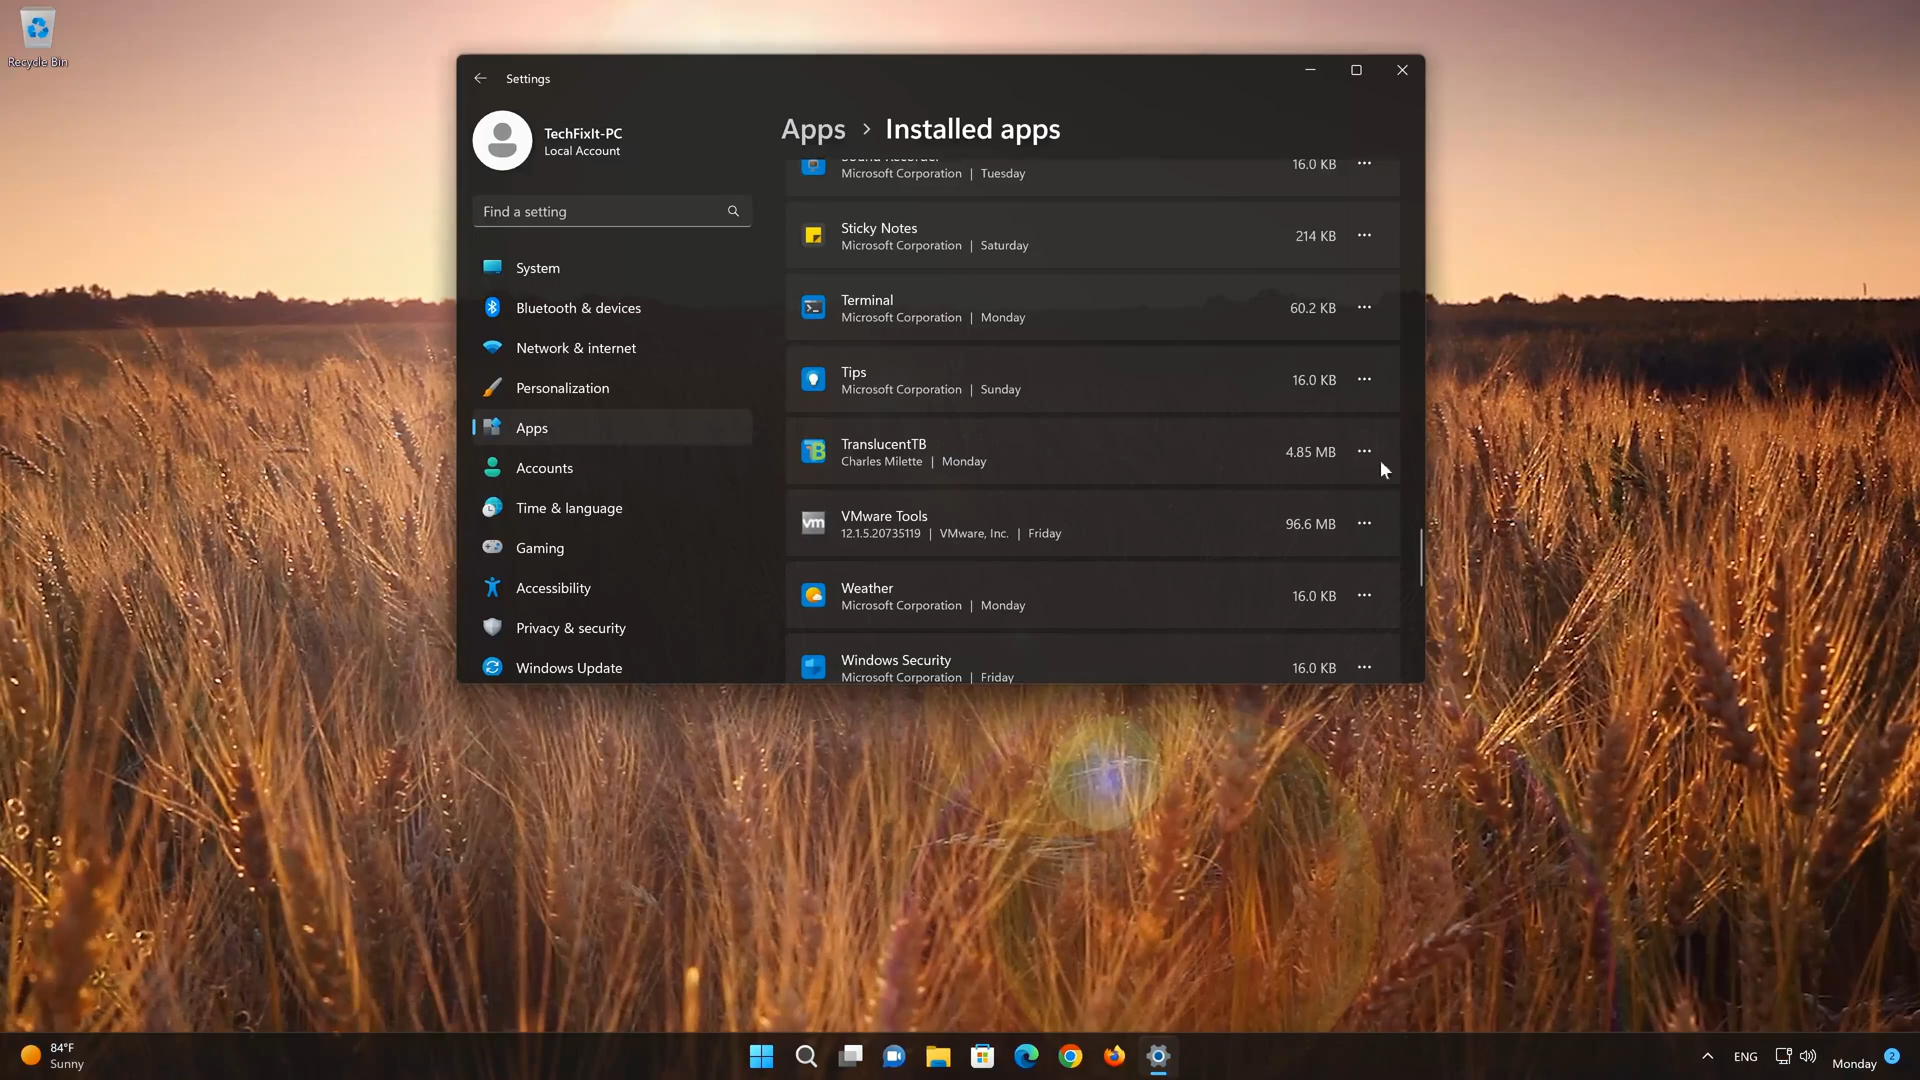 Recycle Bin
Settings
TechFixIt-PC
Local Account
Find a setting
System
Bluetooth & devices
Network & internet
Personalization
Apps
Accounts
Time & language
Gaming
Accessibility
Privacy & security
Windows Update
Apps > Installed apps
Sound Recorder
Microsoft Corporation | Tuesday
16.0 KB
Sticky Notes
Microsoft Corporation | Saturday
214 KB
Terminal
Microsoft Corporation | Monday
60.2 KB
Tips
Microsoft Corporation | Sunday
16.0 KB
TranslucentTB
Charles Milette | Monday
4.85 MB
VMware Tools
12.1.5.20735119 | VMware, Inc. | Friday
96.6 MB
Weather
Microsoft Corporation | Monday
16.0 KB
Windows Security
Microsoft Corporation | Friday
16.0 KB
84°F
Sunny
ENG
Monday
2